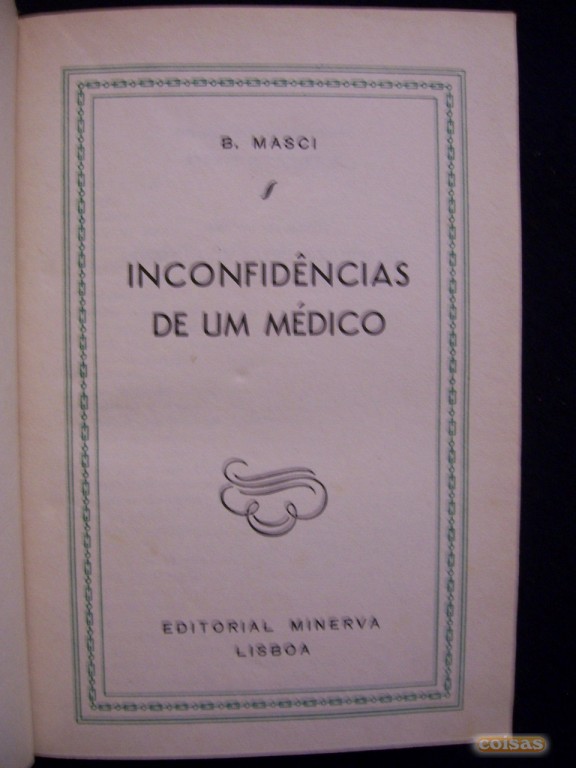 B. MASCI
INCONFIDÊNCIAS
DE UM MÉDICO
EDITORIAL MINERVA
LISBOA
coisas